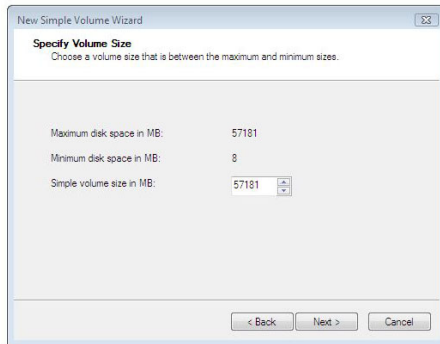 New Simple Volume Wizard
Specify Volume Size
Choose a volume size that is between the maximum and minimum sizes.
Maximum disk space in MB: 57181
Minimum disk space in MB: 8
Simple volume size in MB: 57181
< Back Next > Cancel